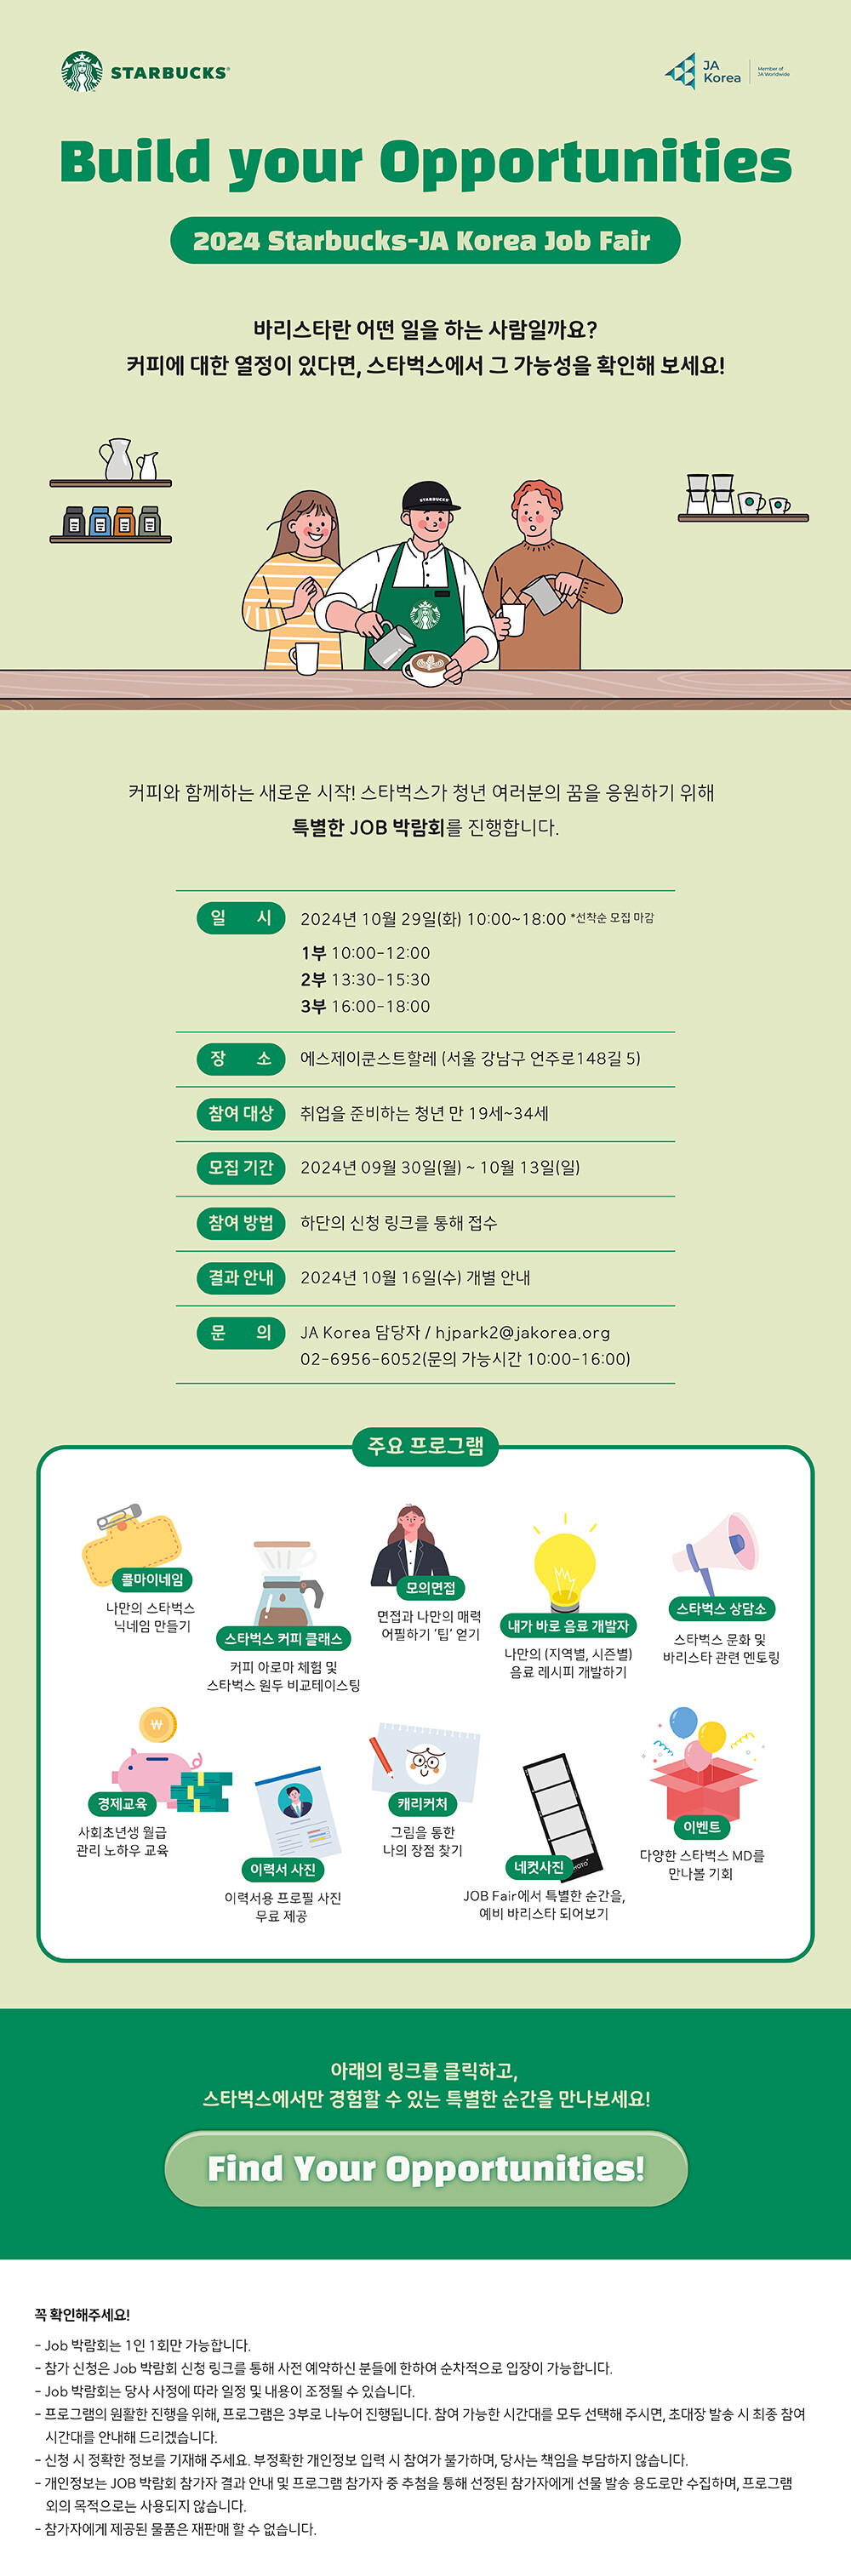 STARBUCKS®
JA
Korea
Member of
JA Worldwide
Build your Opportunities
2024 Starbucks-JA Korea Job Fair
바리스타란 어떤 일을 하는 사람일까요?
커피에 대한 열정이 있다면, 스타벅스에서 그 가능성을 확인해 보세요!
STARBUCKS
커피와 함께하는 새로운 시작! 스타벅스가 청년 여러분의 꿈을 응원하기 위해
특별한 JOB 박람회를 진행합니다.
일 시 2024년 10월 29일(화) 10:00~18:00 *선착순 모집 마감
1부 10:00-12:00
2부 13:30-15:30
3부 16:00-18:00
장 소 에스제이쿤스트할레 (서울 강남구 언주로148길 5)
참여 대상 취업을 준비하는 청년 만 19세~34세
모집 기간 2024년 09월 30일(월) ~ 10월 13일(일)
참여 방법 하단의 신청 링크를 통해 접수
결과 안내 2024년 10월 16일(수) 개별 안내
문 의 JA Korea 담당자 / hjpark2@jakorea.org
02-6956-6052(문의 가능시간 10:00-16:00)
주요 프로그램
콜마이네임
나만의 스타벅스
닉네임 만들기
스타벅스 커피 클래스
커피 아로마 체험 및
스타벅스 원두 비교테이스팅
모의면접
면접과 나만의 매력
어필하기 '팁' 얻기
내가 바로 음료 개발자
나만의 (지역별, 시즌별)
음료 레시피 개발하기
스타벅스 상담소
스타벅스 문화 및
바리스타 관련 멘토링
₩
경제교육
사회초년생 월급
관리 노하우 교육
이력서 사진
이력서용 프로필 사진
무료 제공
캐리커처
그림을 통한
나의 장점 찾기
네컷사진
JOB Fair에서 특별한 순간을,
예비 바리스타 되어보기
이벤트
다양한 스타벅스 MD를
만나볼 기회
아래의 링크를 클릭하고,
스타벅스에서만 경험할 수 있는 특별한 순간을 만나보세요!
Find Your Opportunities!
꼭 확인해주세요!
- Job 박람회는 1인 1회만 가능합니다.
- 참가 신청은 Job 박람회 신청 링크를 통해 사전 예약하신 분들에 한하여 순차적으로 입장이 가능합니다.
- Job 박람회는 당사 사정에 따라 일정 및 내용이 조정될 수 있습니다.
- 프로그램의 원활한 진행을 위해, 프로그램은 3부로 나누어 진행됩니다. 참여 가능한 시간대를 모두 선택해 주시면, 초대장 발송 시 최종 참여
시간대를 안내해 드리겠습니다.
- 신청 시 정확한 정보를 기재해 주세요. 부정확한 개인정보 입력 시 참여가 불가하며, 당사는 책임을 부담하지 않습니다.
- 개인정보는 JOB 박람회 참가자 결과 안내 및 프로그램 참가자 중 추첨을 통해 선정된 참가자에게 선물 발송 용도로만 수집하며, 프로그램
외의 목적으로는 사용되지 않습니다.
- 참가자에게 제공된 물품은 재판매 할 수 없습니다.